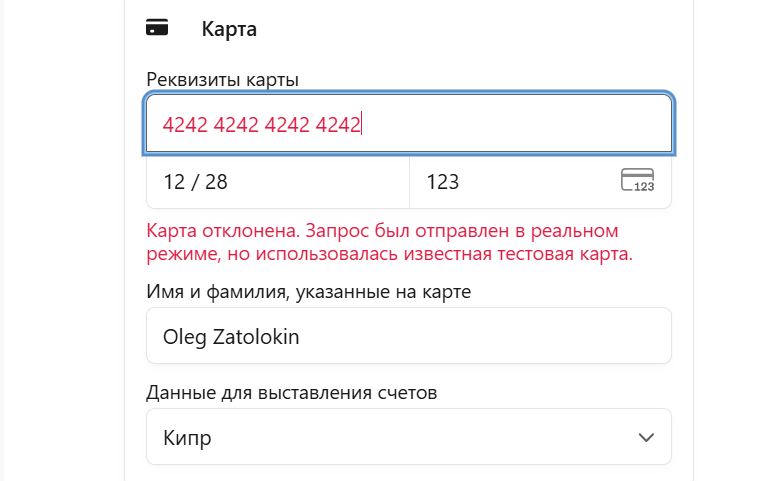 Карта
Реквизиты карты
4242 4242 4242 4242
12 / 28
123
123
Карта отклонена. Запрос был отправлен в реальном
режиме, но использовалась известная тестовая карта.
Имя и фамилия, указанные на карте
Oleg Zatolokin
Данные для выставления счетов
Кипр